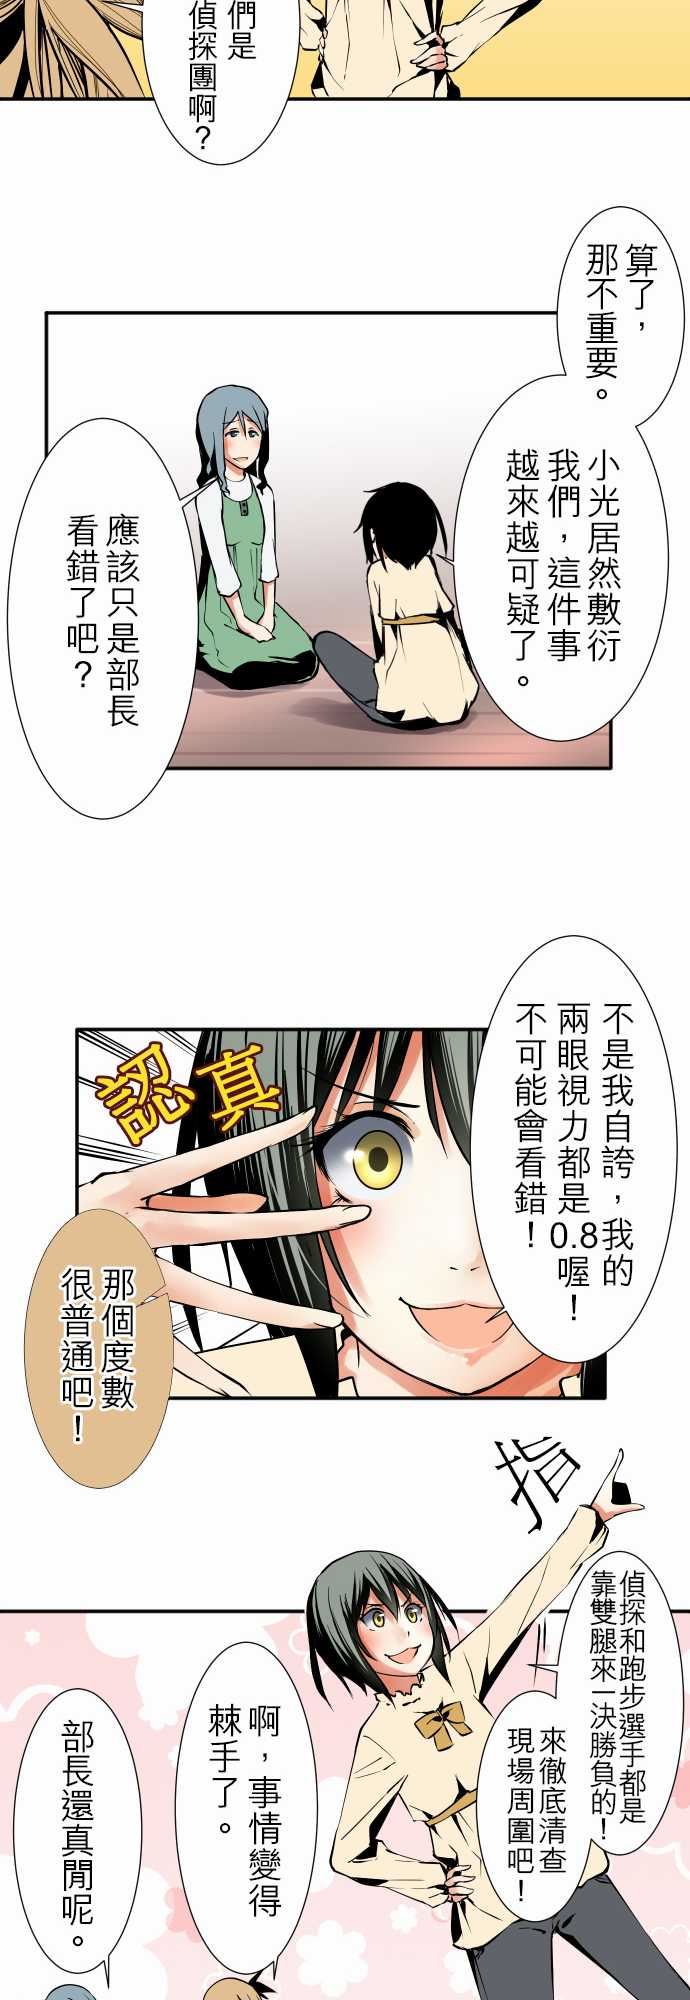 們是
偵探團啊？
算了，
那不重要。
小光居然敷衍
我們，這件事
越來越可疑了。
應該只是部長
看錯了吧？
不是我自誇，我的
兩眼視力都是0.8喔！
不可能會看錯！
認真
那個度數
很普通吧！
指
偵探和跑步選手都是
靠雙腿來一決勝負的！
來徹底清查
現場周圍吧！
啊，事情變得
棘手了。
部長還真閒呢。